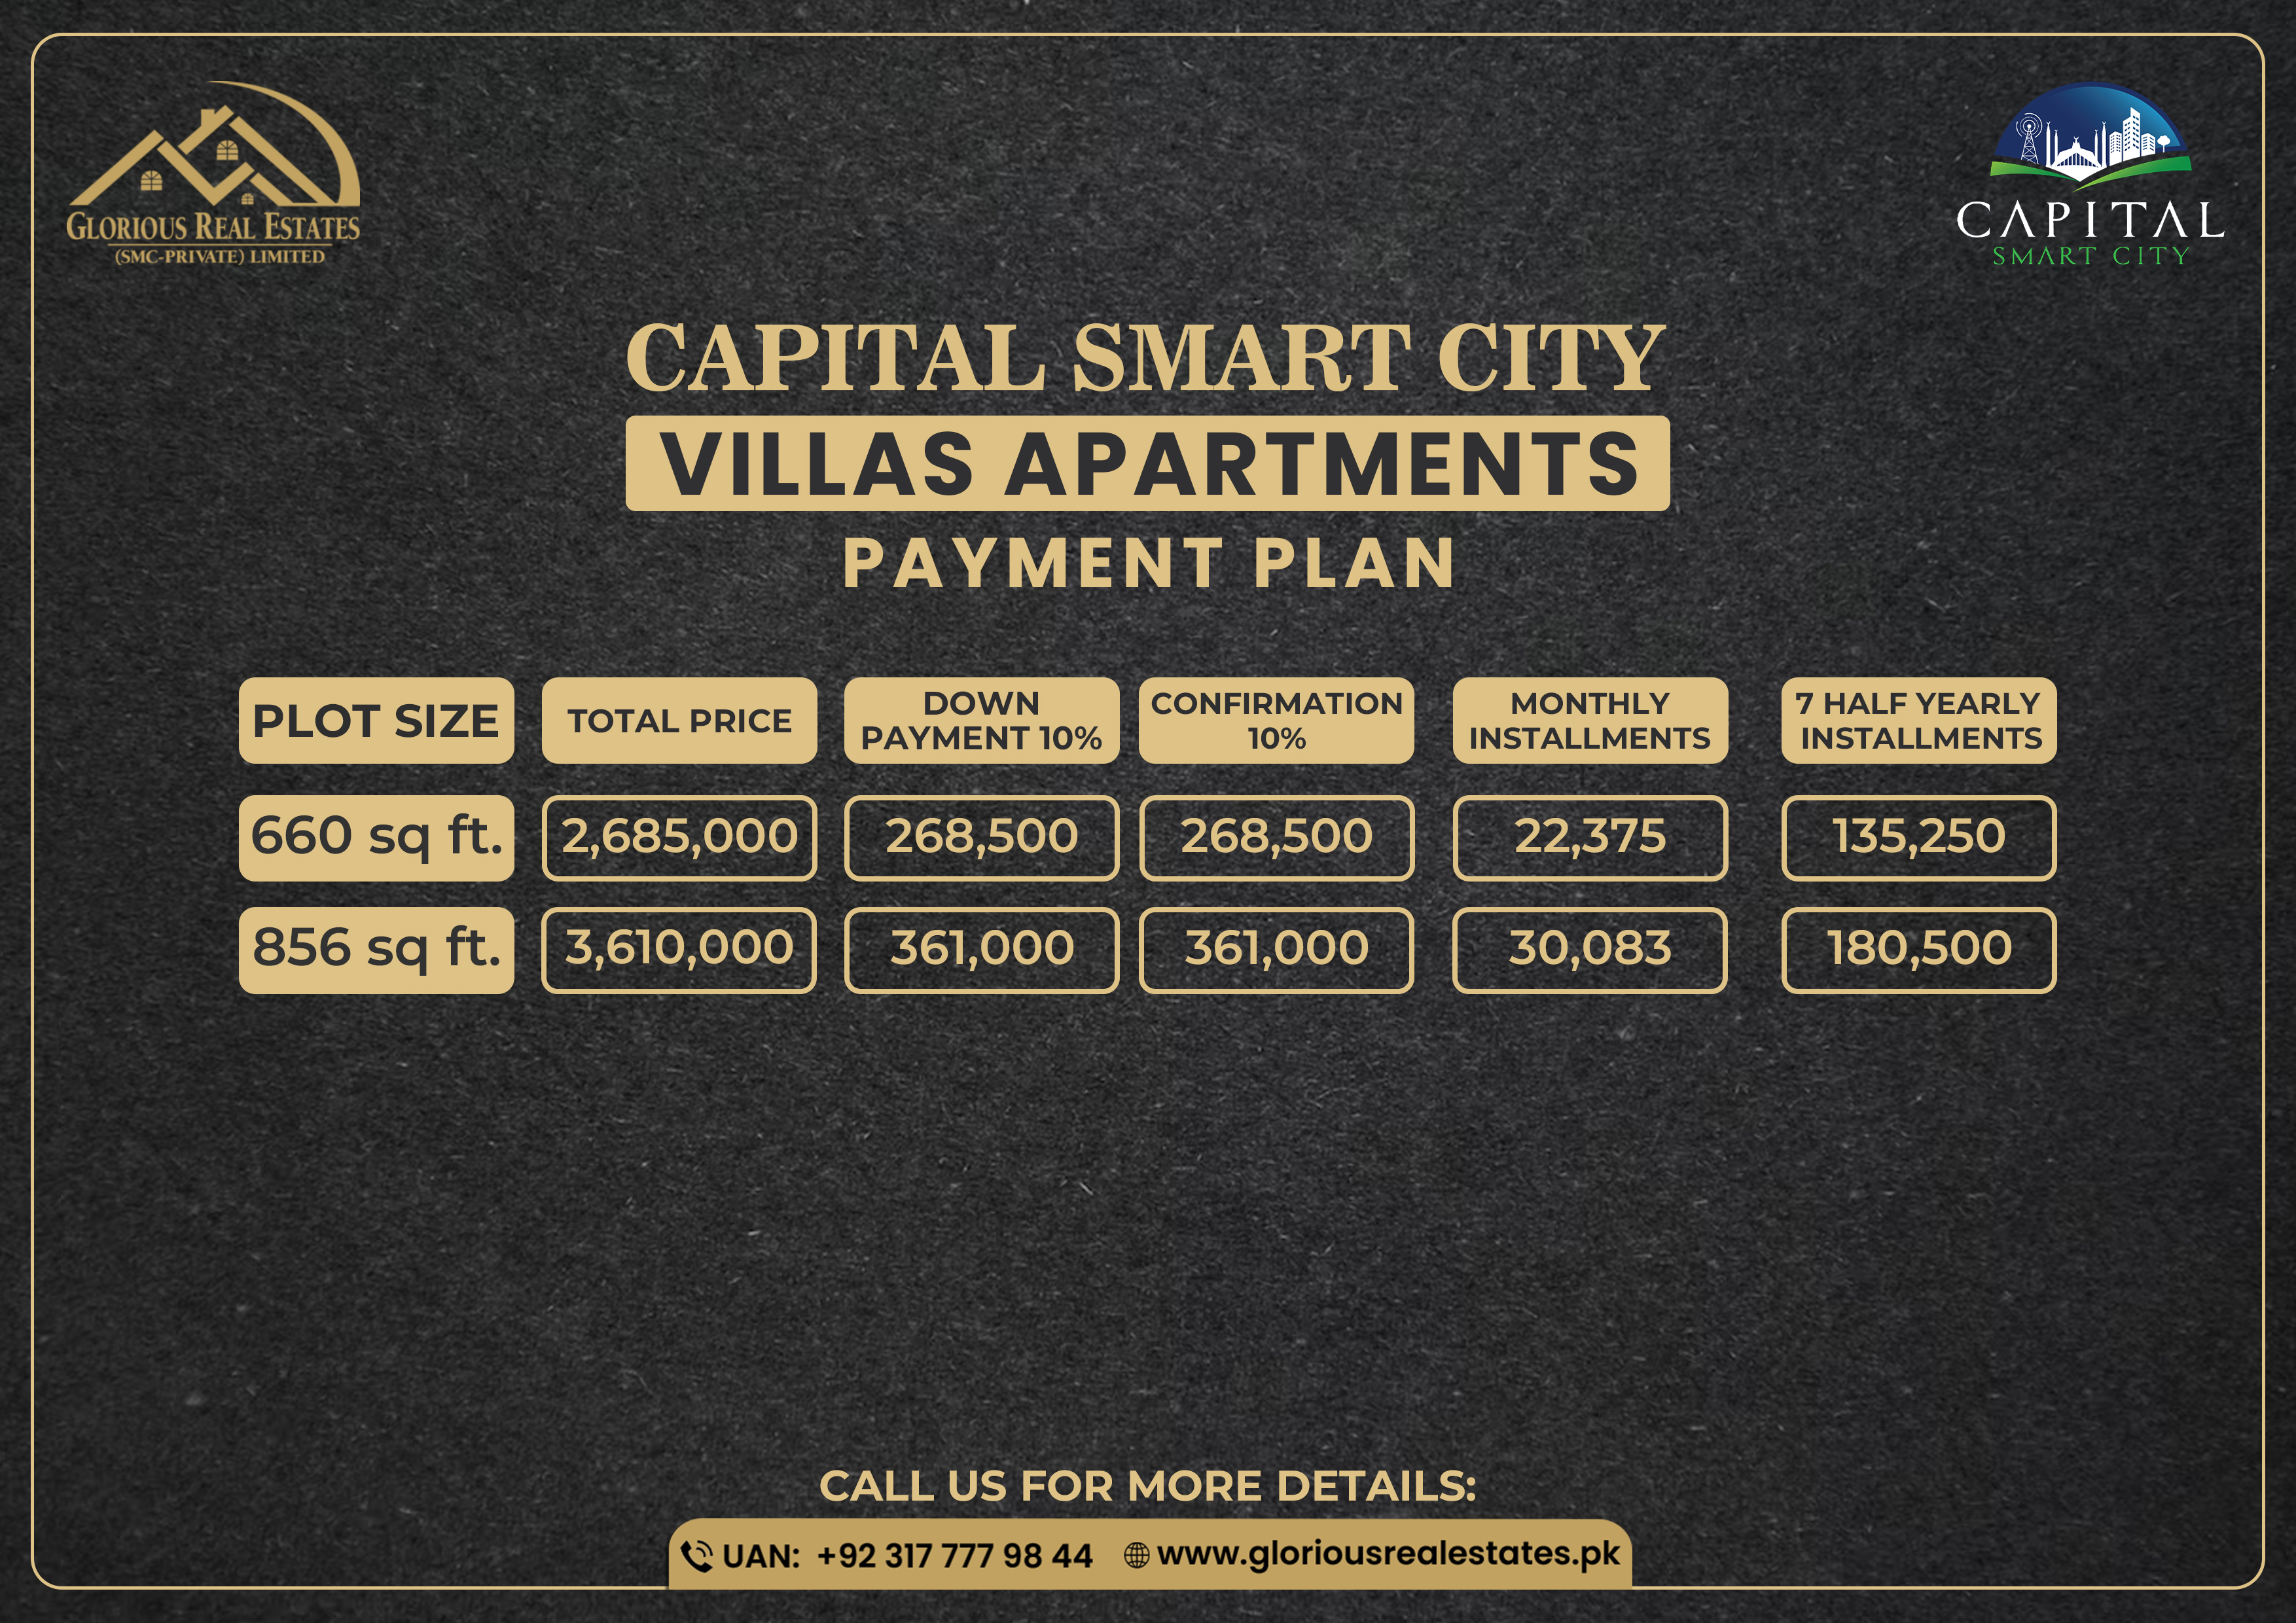 GLORIOUS REAL ESTATES
(SMC-PRIVATE) LIMITED
CAPITAL
SMART CITY
CAPITAL SMART CITY
VILLAS APARTMENTS
PAYMENT PLAN
PLOT SIZE TOTAL PRICE DOWN PAYMENT 10% CONFIRMATION 10% MONTHLY INSTALLMENTS 7 HALF YEARLY INSTALLMENTS
660 sq ft. 2,685,000 268,500 268,500 22,375 135,250
856 sq ft. 3,610,000 361,000 361,000 30,083 180,500
CALL US FOR MORE DETAILS:
UAN: +92 317 777 98 44 www.gloriousrealestates.pk